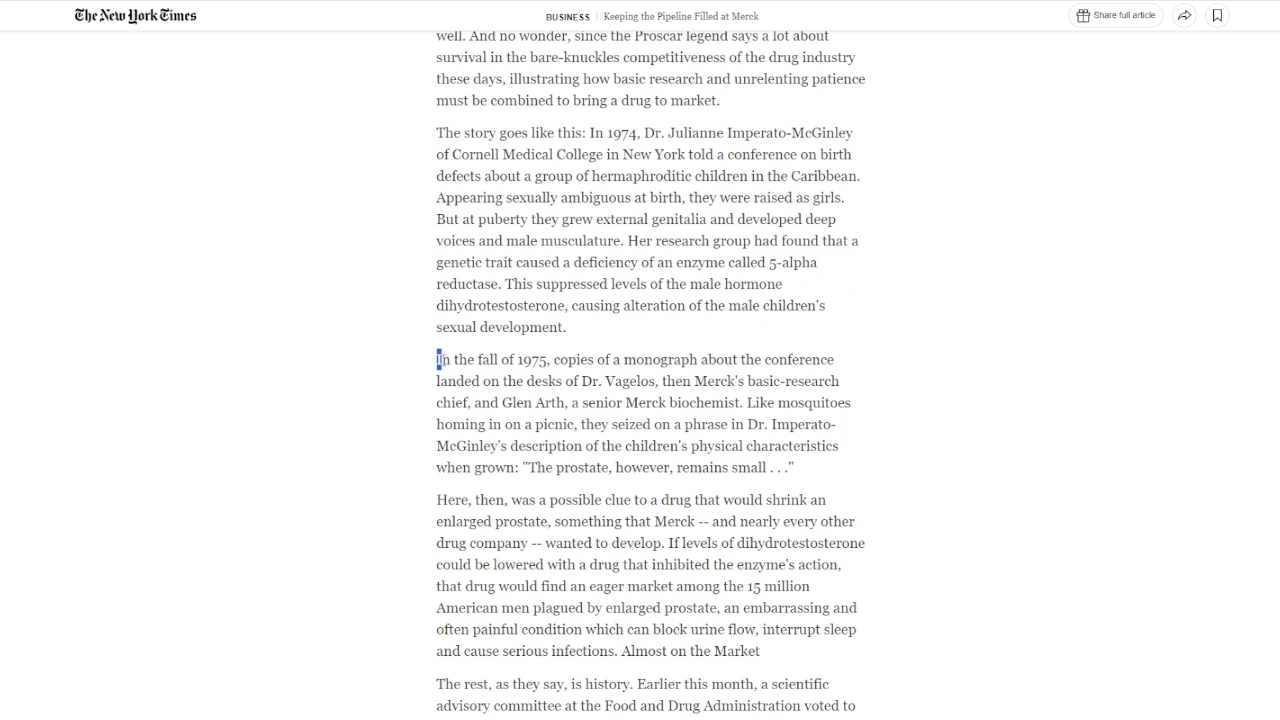 The New York Times
BUSINESS | Keeping the Pipeline Filled at Merck
Share full article
well. And no wonder, since the Proscar legend says a lot about
survival in the bare-knuckles competitiveness of the drug industry
these days, illustrating how basic research and unrelenting patience
must be combined to bring a drug to market.
The story goes like this: In 1974, Dr. Julianne Imperato-McGinley
of Cornell Medical College in New York told a conference on birth
defects about a group of hermaphroditic children in the Caribbean.
Appearing sexually ambiguous at birth, they were raised as girls.
But at puberty they grew external genitalia and developed deep
voices and male musculature. Her research group had found that a
genetic trait caused a deficiency of an enzyme called 5-alpha
reductase. This suppressed levels of the male hormone
dihydrotestosterone, causing alteration of the male children's
sexual development.
In the fall of 1975, copies of a monograph about the conference
landed on the desks of Dr. Vagelos, then Merck's basic-research
chief, and Glen Arth, a senior Merck biochemist. Like mosquitoes
homing in on a picnic, they seized on a phrase in Dr. Imperato-
McGinley's description of the children's physical characteristics
when grown: "The prostate, however, remains small . . ."
Here, then, was a possible clue to a drug that would shrink an
enlarged prostate, something that Merck -- and nearly every other
drug company -- wanted to develop. If levels of dihydrotestosterone
could be lowered with a drug that inhibited the enzyme's action,
that drug would find an eager market among the 15 million
American men plagued by enlarged prostate, an embarrassing and
often painful condition which can block urine flow, interrupt sleep
and cause serious infections. Almost on the Market
The rest, as they say, is history. Earlier this month, a scientific
advisory committee at the Food and Drug Administration voted to